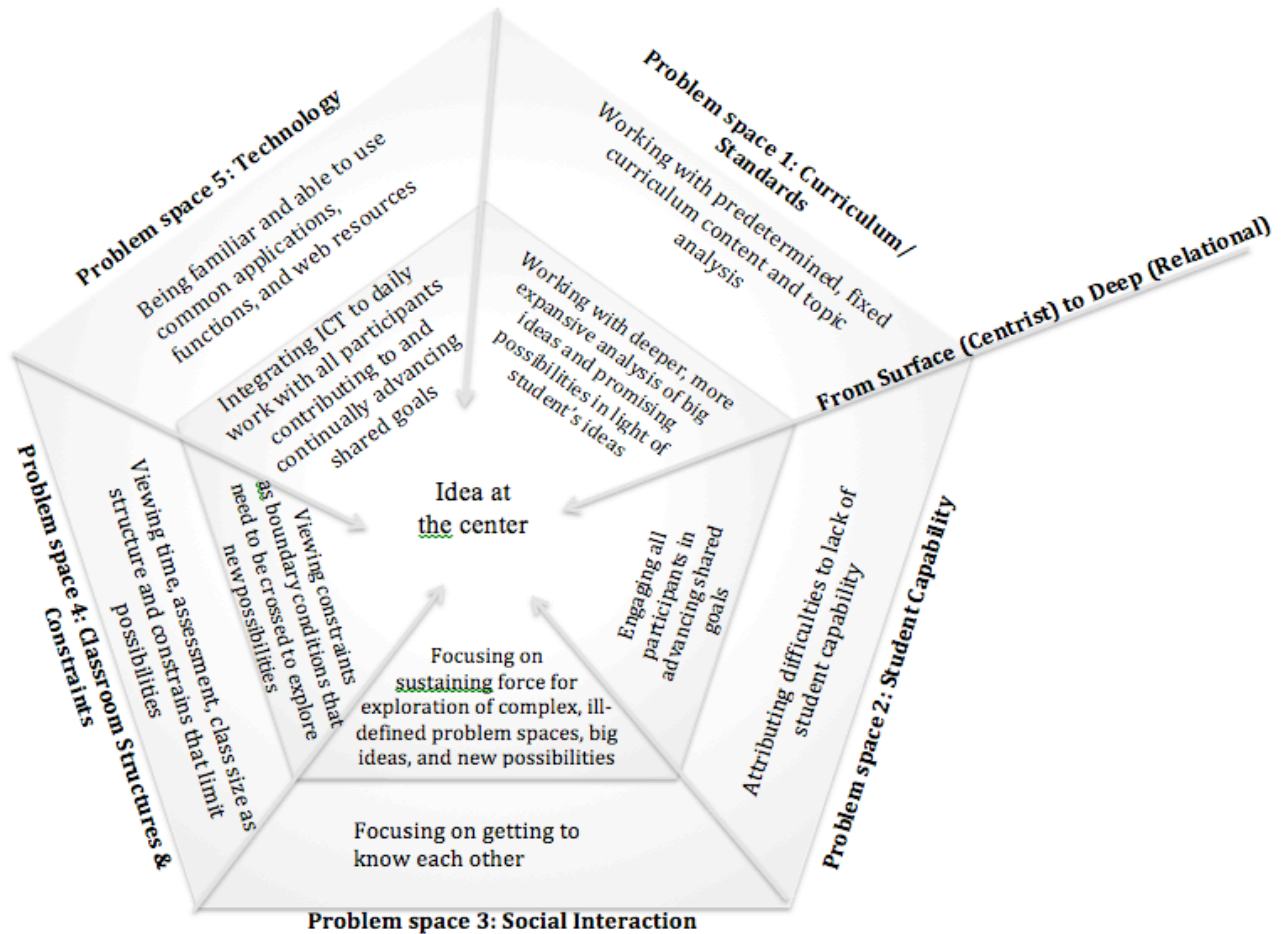 Problem space 1: Curriculum/
Standards
Working with predetermined, fixed
curriculum content and topic
analysis
Working with deeper, more
expansive analysis of big
ideas and promising
possibilities in light of
student's ideas
From Surface (Centrist) to Deep (Relational)
Problem space 2: Student Capability
Attributing difficulties to lack of
student capability
Engaging all
participants in
advancing shared
goals
Problem space 3: Social Interaction
Focusing on getting to
know each other
Focusing on
sustaining force for
exploration of complex, ill-
defined problem spaces, big
ideas, and new possibilities
Problem space 4: Classroom Structures &
Constraints
Viewing time, assessment, class size as
structure and constrains that limit
possibilities
Viewing constraints
as boundary conditions that
need to be crossed to explore
new possibilities
Problem space 5: Technology
Being familiar and able to use
common applications,
functions, and web resources
Integrating ICT to daily
work with all participants
contributing to and
continually advancing
shared goals
Idea at
the center